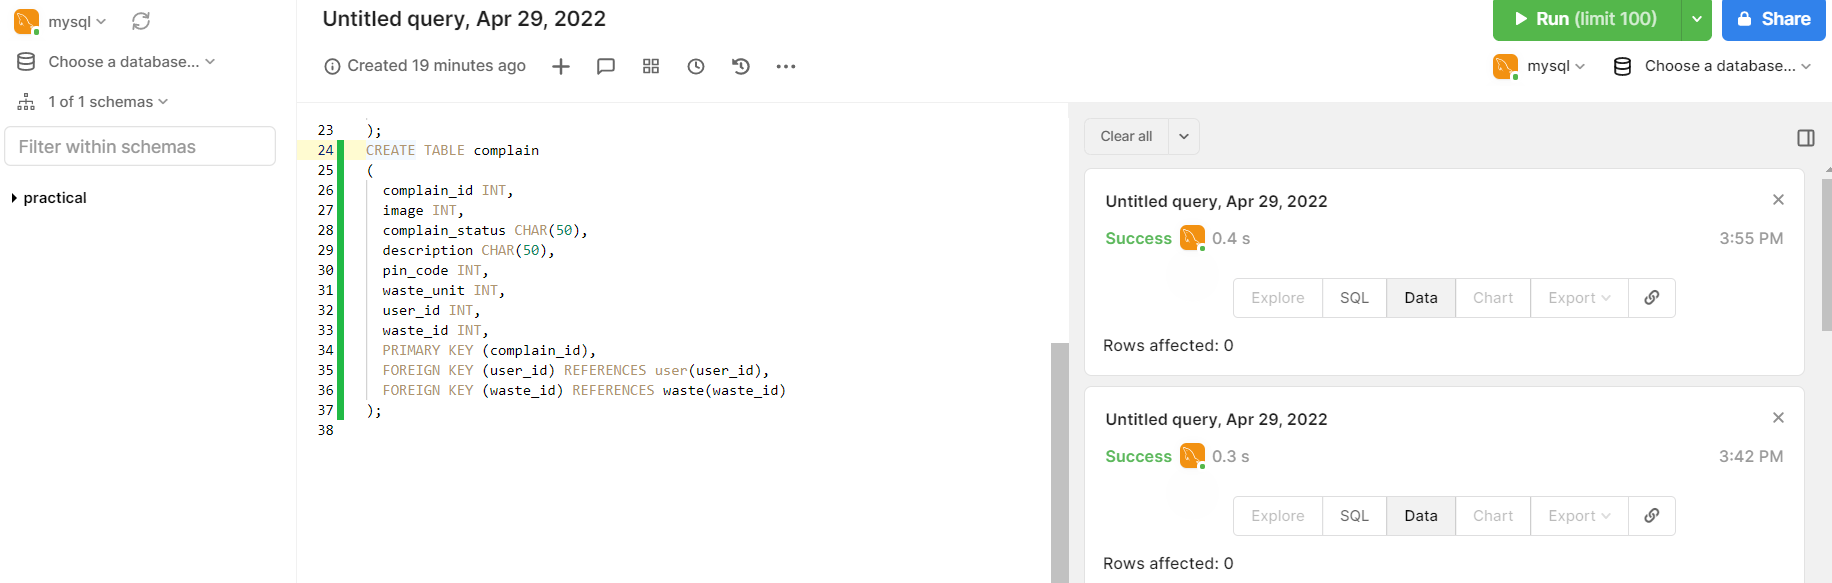 mysql
Choose a database...
1 of 1 schemas
Filter within schemas
practical
Untitled query, Apr 29, 2022
Created 19 minutes ago
Run (limit 100)
Share
mysql
Choose a database...
23 );
24 CREATE TABLE complain
25 (
26 complain_id INT,
27 image INT,
28 complain_status CHAR(50),
29 description CHAR(50),
30 pin_code INT,
31 waste_unit INT,
32 user_id INT,
33 waste_id INT,
34 PRIMARY KEY (complain_id),
35 FOREIGN KEY (user_id) REFERENCES user(user_id),
36 FOREIGN KEY (waste_id) REFERENCES waste(waste_id)
37 );
38
Clear all
Untitled query, Apr 29, 2022
Success 0.4 s 3:55 PM
Explore SQL Data Chart Export
Rows affected: 0
Untitled query, Apr 29, 2022
Success 0.3 s 3:42 PM
Explore SQL Data Chart Export
Rows affected: 0